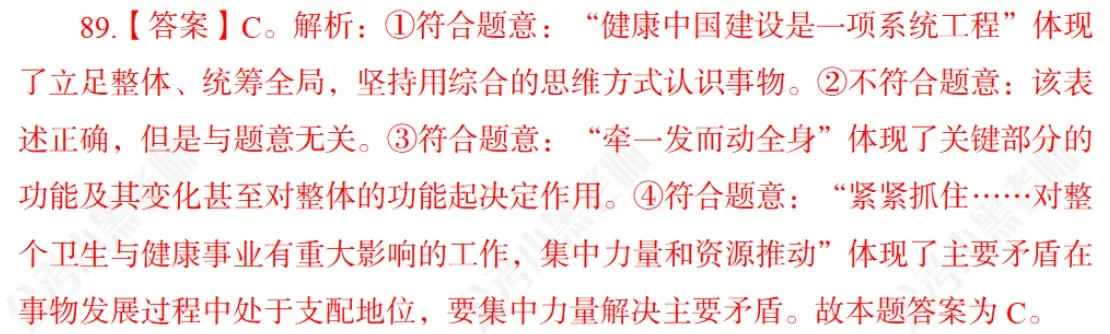 89.【答案】C。解析：①符合题意：“健康中国建设是一项系统工程”体现
了立足整体、统筹全局，坚持用综合的思维方式认识事物。②不符合题意：该表
述正确，但是与题意无关。③符合题意：“牵一发而动全身”体现了关键部分的
功能及其变化甚至对整体的功能起决定作用。④符合题意：“紧紧抓住……对整
个卫生与健康事业有重大影响的工作，集中力量和资源推动”体现了主要矛盾在
事物发展过程中处于支配地位，要集中力量解决主要矛盾。故本题答案为 C。